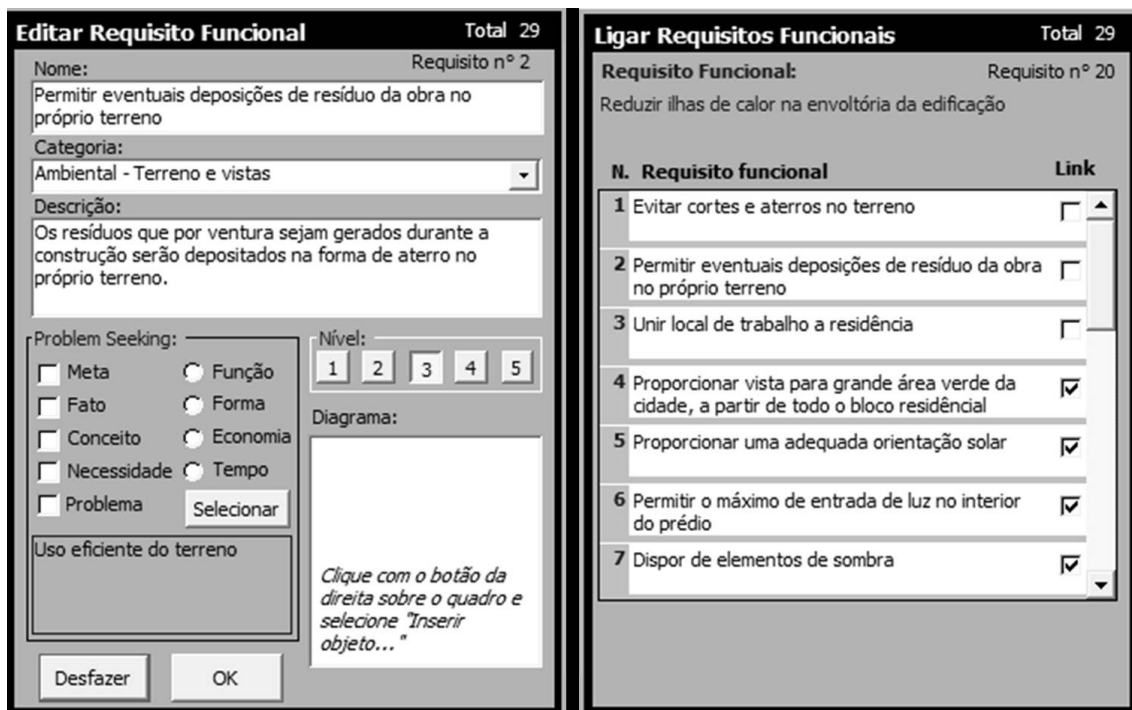 Editar Requisito Funcional Total 29
Requisito n° 2
Nome:
Permitir eventuais deposições de resíduo da obra no
próprio terreno
Categoria:
Ambiental - Terreno e vistas
Descrição:
Os resíduos que por ventura sejam gerados durante a
construção serão depositados na forma de aterro no
próprio terreno.
Problem Seeking:
Meta Função
Fato Forma
Conceito Economia
Necessidade Tempo
Problema Selecionar
Uso eficiente do terreno
Nível:
1 2 3 4 5
Diagrama:
Clique com o botão da
direita sobre o quadro e
selecione "Inserir
objeto..."
Desfazer OK
Ligar Requisitos Funcionais Total 29
Requisito Funcional: Requisito n° 20
Reduzir ilhas de calor na envoltória da edificação
N. Requisito funcional Link
1 Evitar cortes e aterros no terreno
2 Permitir eventuais deposições de resíduo da obra
no próprio terreno
3 Unir local de trabalho a residência
4 Proporcionar vista para grande área verde da
cidade, a partir de todo o bloco residêncial
5 Proporcionar uma adequada orientação solar
6 Permitir o máximo de entrada de luz no interior
do prédio
7 Dispor de elementos de sombra